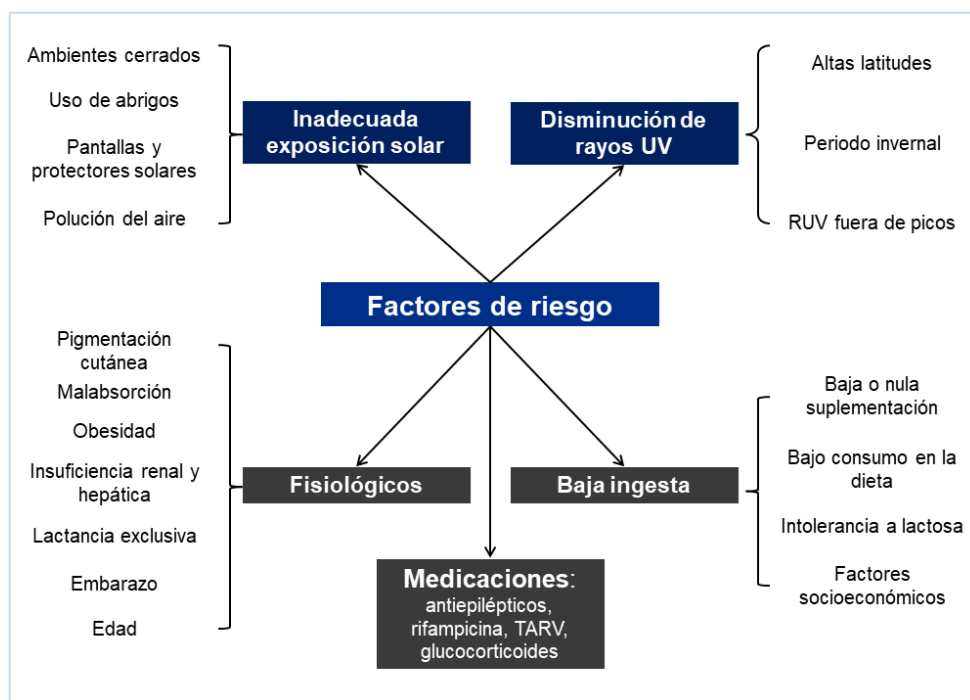 Ambientes cerrados
Uso de abrigos
Pantallas y
protectores solares
Polución del aire
Inadecuada
exposición solar
Disminución de
rayos UV
Altas latitudes
Periodo invernal
RUV fuera de picos
Factores de riesgo
Pigmentación
cutánea
Malabsorción
Obesidad
Insuficiencia renal y
hepática
Lactancia exclusiva
Embarazo
Edad
Fisiológicos
Medicaciones:
antiepilépticos,
rifampicina, TARV,
glucocorticoides
Baja ingesta
Baja o nula
suplementación
Bajo consumo en la
dieta
Intolerancia a lactosa
Factores
socioeconómicos